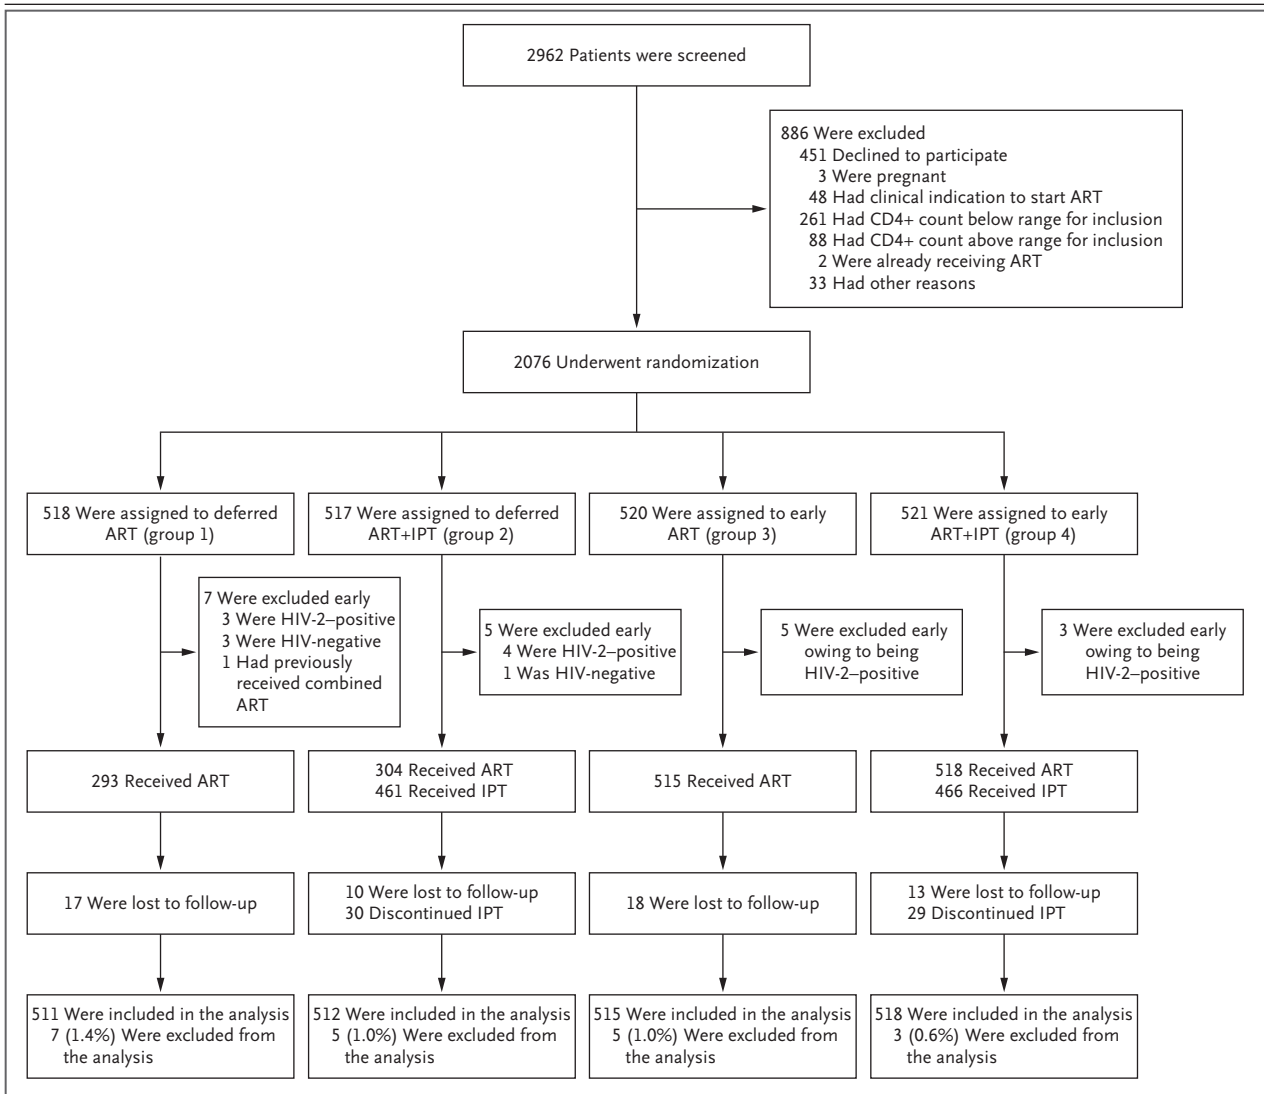 2962 Patients were screened
886 Were excluded
451 Declined to participate
3 Were pregnant
48 Had clinical indication to start ART
261 Had CD4+ count below range for inclusion
88 Had CD4+ count above range for inclusion
2 Were already receiving ART
33 Had other reasons
2076 Underwent randomization
518 Were assigned to deferred
ART (group 1)
517 Were assigned to deferred
ART+IPT (group 2)
520 Were assigned to early
ART (group 3)
521 Were assigned to early
ART+IPT (group 4)
7 Were excluded early
3 Were HIV-2–positive
3 Were HIV-negative
1 Had previously
received combined
ART
5 Were excluded early
4 Were HIV-2–positive
1 Was HIV-negative
5 Were excluded early
owing to being
HIV-2–positive
3 Were excluded early
owing to being
HIV-2–positive
293 Received ART
304 Received ART
461 Received IPT
515 Received ART
518 Received ART
466 Received IPT
17 Were lost to follow-up
10 Were lost to follow-up
30 Discontinued IPT
18 Were lost to follow-up
13 Were lost to follow-up
29 Discontinued IPT
511 Were included in the analysis
7 (1.4%) Were excluded from
the analysis
512 Were included in the analysis
5 (1.0%) Were excluded from
the analysis
515 Were included in the analysis
5 (1.0%) Were excluded from
the analysis
518 Were included in the analysis
3 (0.6%) Were excluded from
the analysis